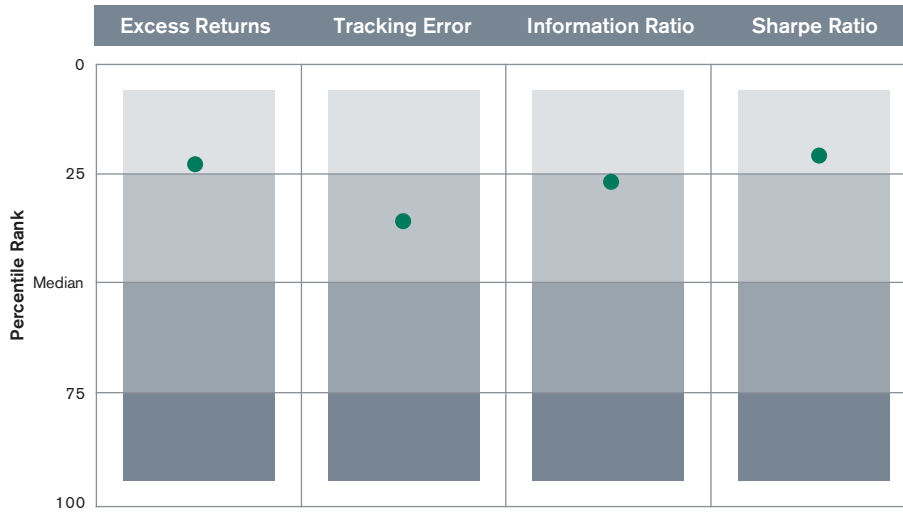 Excess Returns Tracking Error Information Ratio Sharpe Ratio
Percentile Rank
0
25
Median
75
100